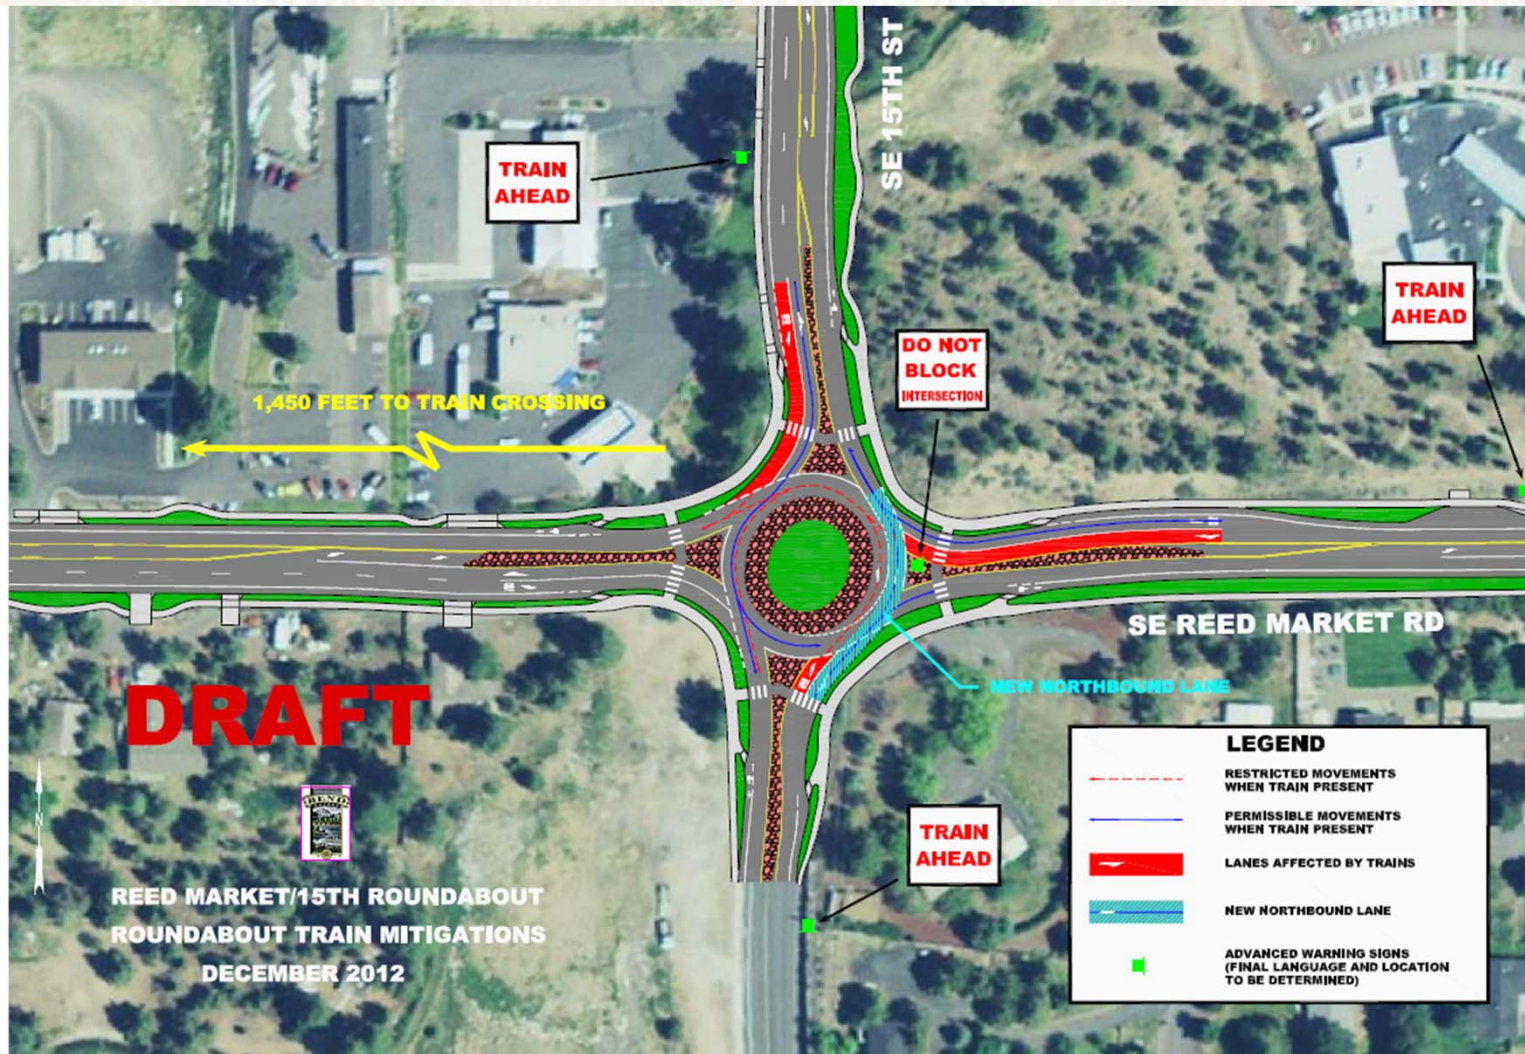 SE 15TH ST
TRAIN
AHEAD
TRAIN
AHEAD
DO NOT
BLOCK
INTERSECTION
1,450 FEET TO TRAIN CROSSING
SE REED MARKET RD
NEW NORTHBOUND LANE
DRAFT
LEGEND
RESTRICTED MOVEMENTS
WHEN TRAIN PRESENT
PERMISSIBLE MOVEMENTS
WHEN TRAIN PRESENT
LANES AFFECTED BY TRAINS
NEW NORTHBOUND LANE
ADVANCED WARNING SIGNS
(FINAL LANGUAGE AND LOCATION
TO BE DETERMINED)
N
BEND
TRAIN
AHEAD
REED MARKET/15TH ROUNDABOUT
ROUNDABOUT TRAIN MITIGATIONS
DECEMBER 2012